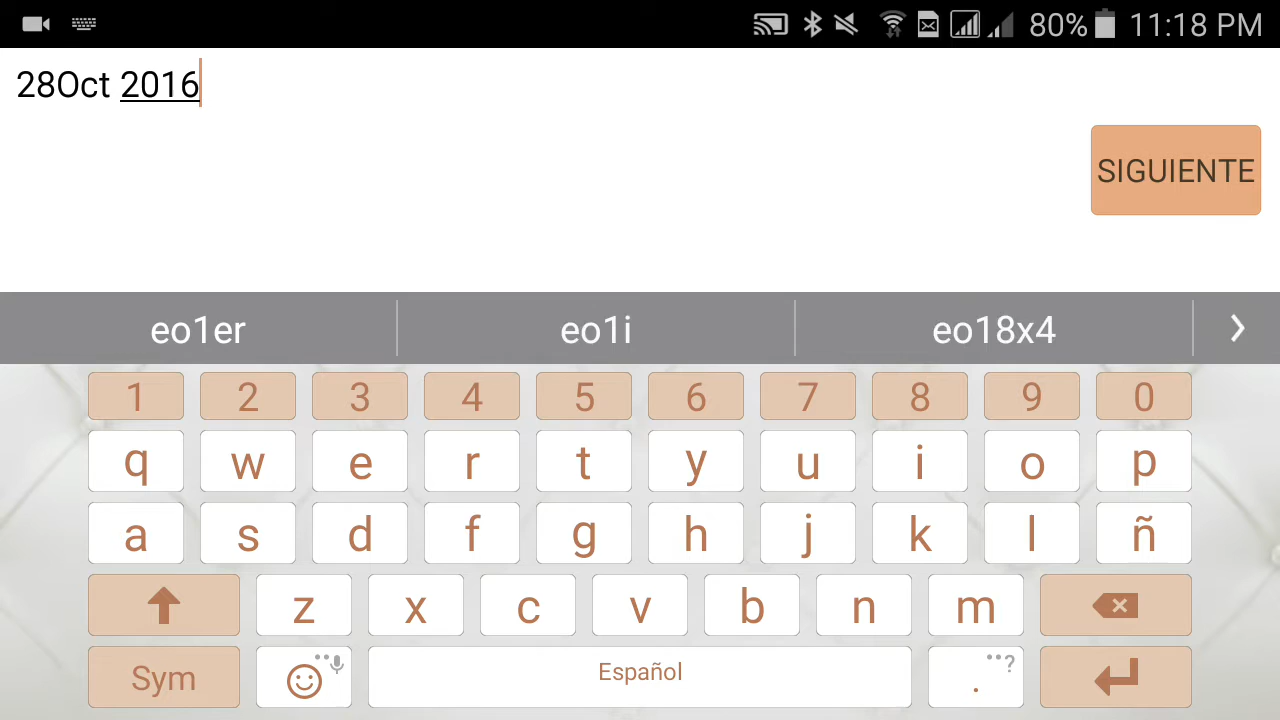 80% 11:18 PM
28Oct 2016
SIGUIENTE
eo1er eo1i eo18x4
1 2 3 4 5 6 7 8 9 0
q w e r t y u i o p
a s d f g h j k l ñ
z x c v b n m
Sym Español . ?